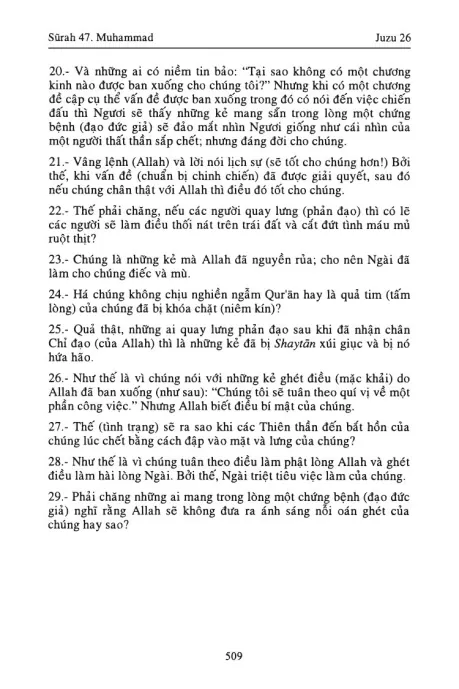 Sūrah 47. Muhammad Juzu 26
20.- Và những ai có niềm tin bảo: “Tại sao không có một chương
kinh nào được ban xuống cho chúng tôi?” Nhưng khi có một chương
đề cập cụ thể vấn đề được ban xuống trong đó có nói đến việc chiến
đấu thì Ngươi sẽ thấy những kẻ mang sẵn trong lòng một chứng
bệnh (đạo đức giả) sẽ đảo mắt nhìn Ngươi giống như cái nhìn của
một người thất thần sắp chết; nhưng đáng đời cho chúng.
21.- Vâng lệnh (Allah) và lời nói lịch sự (sẽ tốt cho chúng hơn!) Bởi
thế, khi vấn đề (chuẩn bị chinh chiến) đã được giải quyết, sau đó
nếu chúng chân thật với Allah thì điều đó tốt cho chúng.
22.- Thế phải chăng, nếu các người quay lưng (phản đạo) thì có lẽ
các người sẽ làm điều thối nát trên trái đất và cắt đứt tình máu mủ
ruột thịt?
23.- Chúng là những kẻ mà Allah đã nguyền rủa; cho nên Ngài đã
làm cho chúng điếc và mù.
24.- Há chúng không chịu nghiền ngẫm Qur'ān hay là quả tim (tấm
lòng) của chúng đã bị khóa chặt (niêm kín)?
25.- Quả thật, những ai quay lưng phản đạo sau khi đã nhận chân
Chỉ đạo (của Allah) thì là những kẻ đã bị Shaytān xúi giục và bị nó
hứa hão.
26.- Như thế là vì chúng nói với những kẻ ghét điều (mặc khải) do
Allah đã ban xuống (như sau): “Chúng tôi sẽ tuân theo quí vị về một
phần công việc.” Nhưng Allah biết điều bí mật của chúng.
27.- Thế (tình trạng) sẽ ra sao khi các Thiên thần đến bắt hồn của
chúng lúc chết bằng cách đập vào mặt và lưng của chúng?
28.- Như thế là vì chúng tuân theo điều làm phật lòng Allah và ghét
điều làm hài lòng Ngài. Bởi thế, Ngài triệt tiêu việc làm của chúng.
29.- Phải chăng những ai mang trong lòng một chứng bệnh (đạo đức
giả) nghĩ rằng Allah sẽ không đưa ra ánh sáng nỗi oán ghét của
chúng hay sao?
509